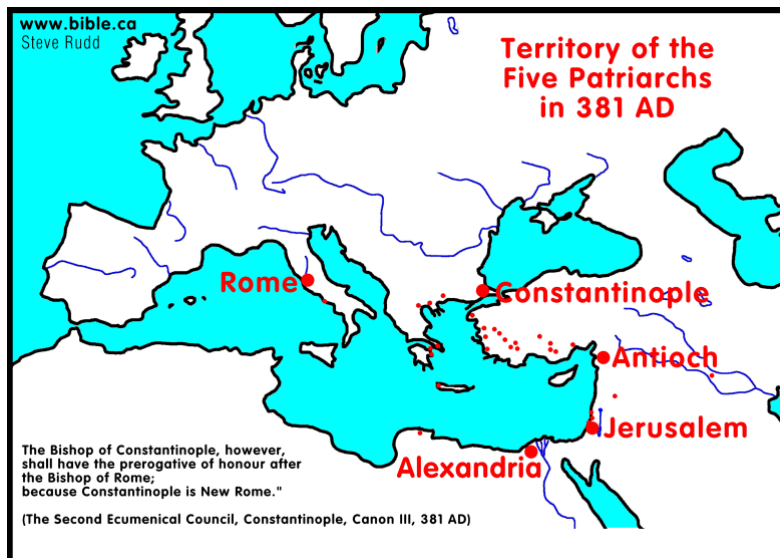 www.bible.ca
Steve Rudd
Territory of the
Five Patriarchs
in 381 AD
Rome
Constantinople
Antioch
Jerusalem
Alexandria
The Bishop of Constantinople, however,
shall have the prerogative of honour after
the Bishop of Rome;
because Constantinople is New Rome."
(The Second Ecumenical Council, Constantinople, Canon III, 381 AD)